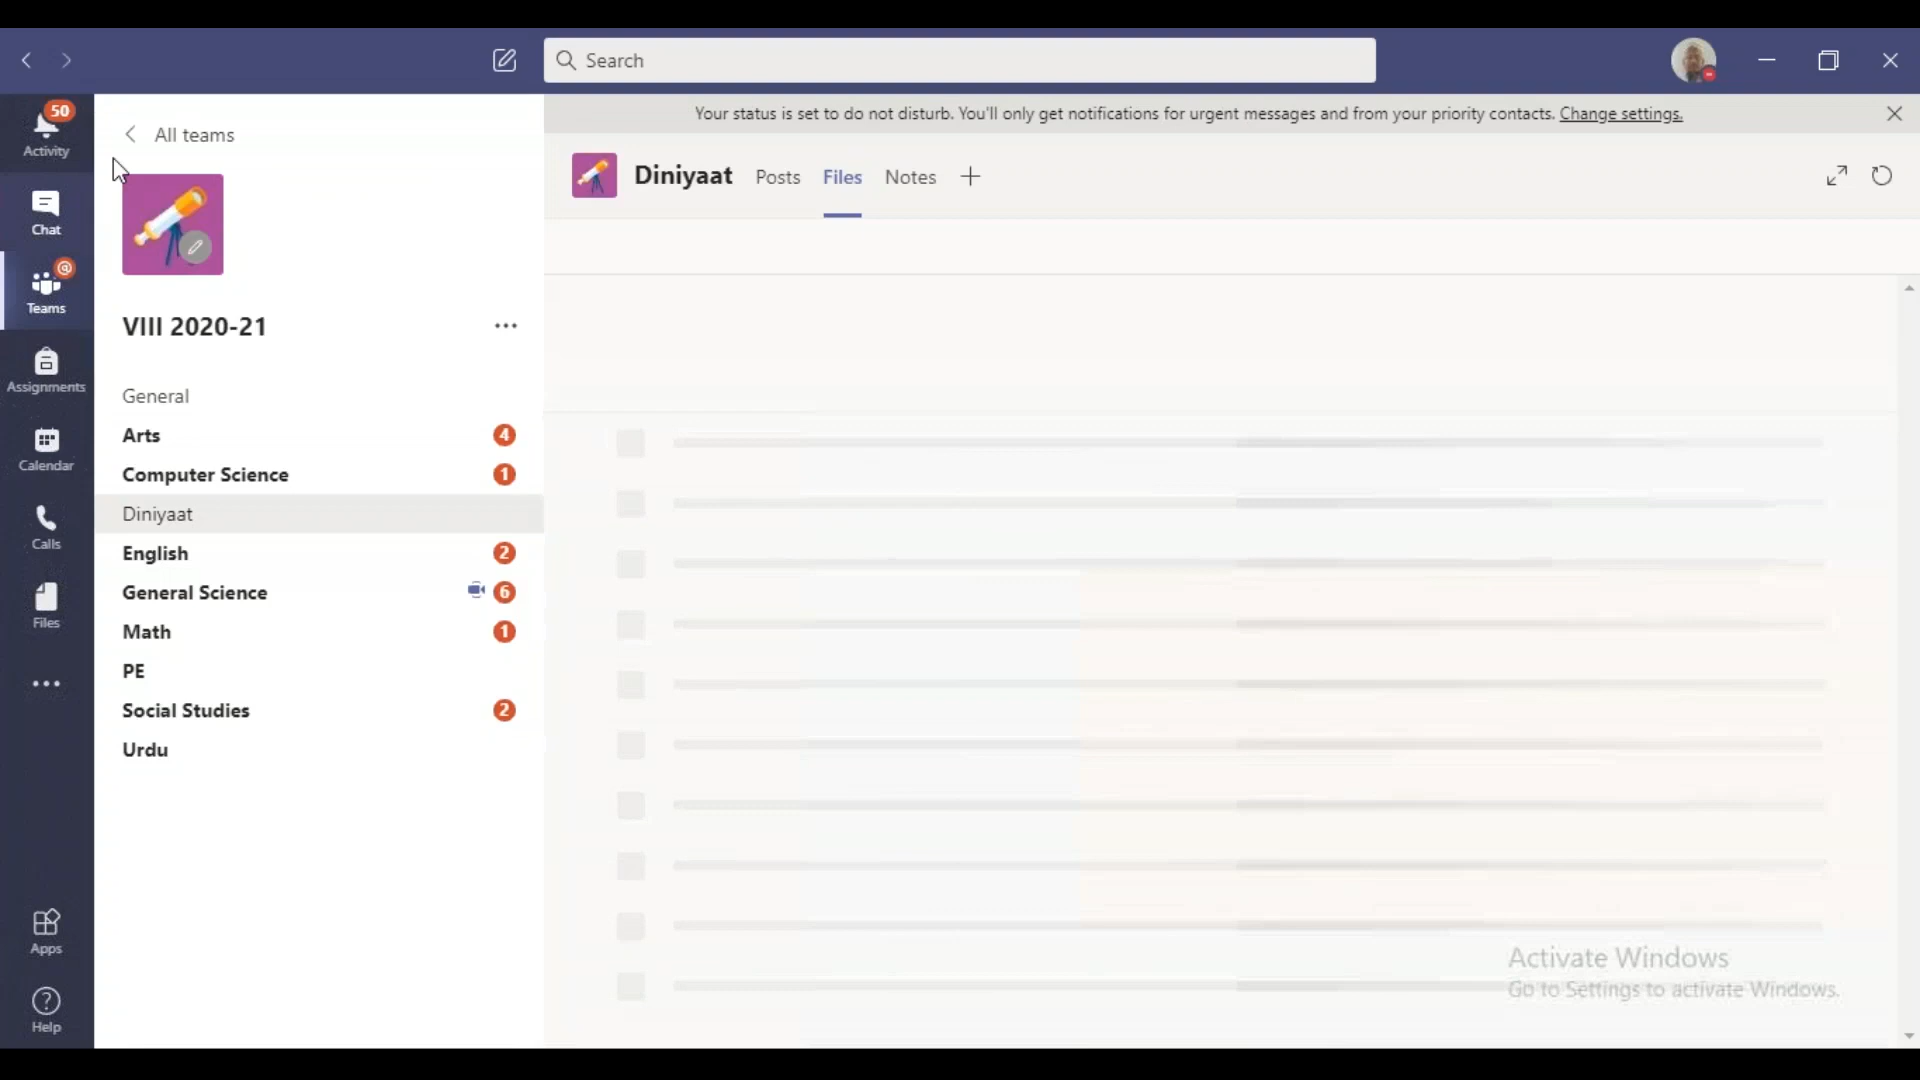 Search
50
Activity
Chat
@
Teams
Assignments
Calendar
Calls
Files
Apps
Help
All teams
VIII 2020-21
General
Arts 4
Computer Science 1
Diniyaat
English 2
General Science 6
Math 1
PE
Social Studies 2
Urdu
Your status is set to do not disturb. You'll only get notifications for urgent messages and from your priority contacts. Change settings.
Diniyaat Posts Files Notes
Activate Windows
Go to Settings to activate Windows.